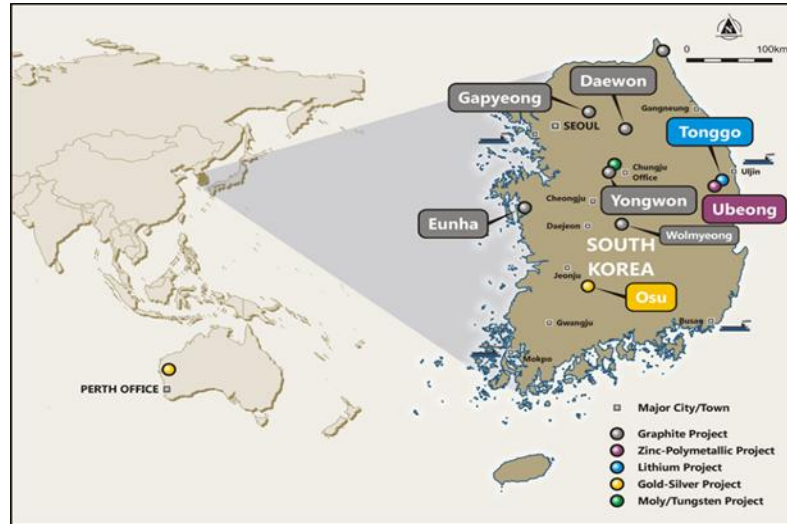 N
0 100km
Daewon
Gapyeong
Gangneung
SEOUL
Tonggo
Chungju
Office
Uljin
Yongwon
Cheongju
Ubeong
Eunha
Daejeon
Wolmyeong
SOUTH
KOREA
Jeonju
Osu
Gwangju
Busan
Mokpo
PERTH OFFICE
Major City/Town
Graphite Project
Zinc-Polymetallic Project
Lithium Project
Gold-Silver Project
Moly/Tungsten Project